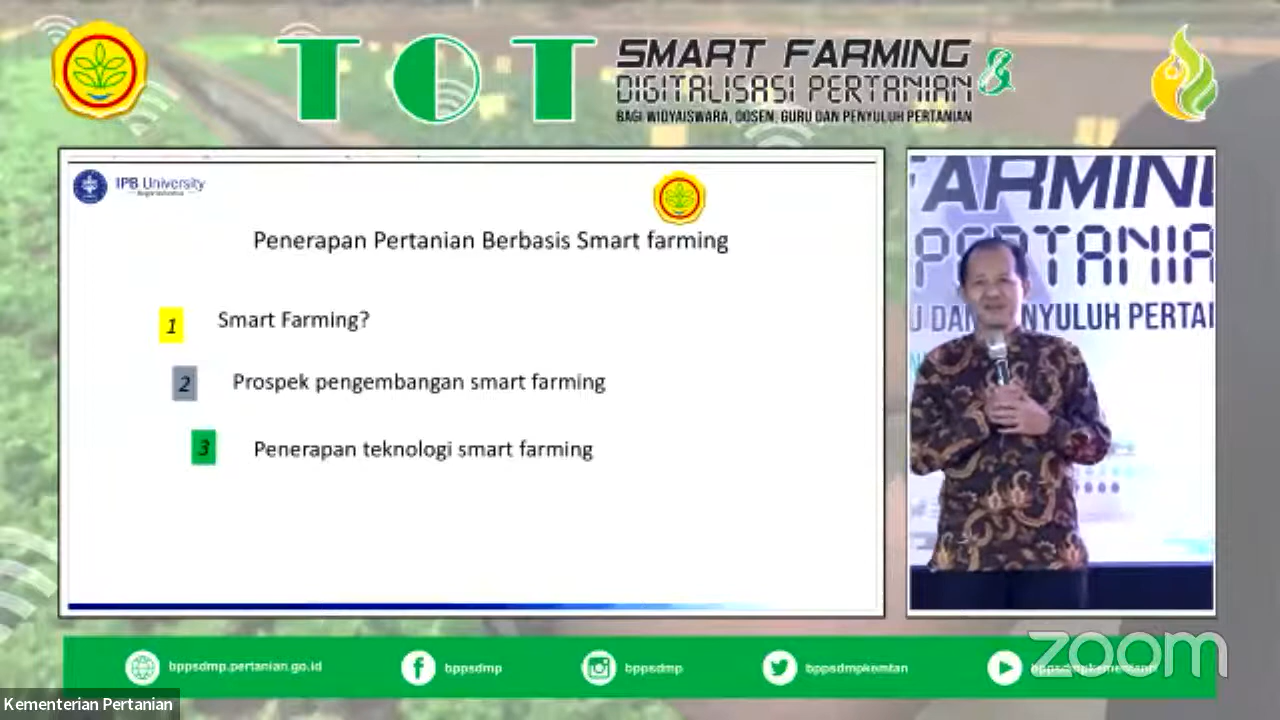 TOT
SMART FARMING
DIGITALISASI PERTANIAN
&
BAGI WIDYAISWARA, DOSEN, GURU DAN PENYULUH PERTANIAN
IPB University
Penerapan Pertanian Berbasis Smart farming
1 Smart Farming?
2 Prospek pengembangan smart farming
3 Penerapan teknologi smart farming
FARMIN
PERTANIA
U DAN PENYULUH PERTA
bppsdmp.pertanian.go.id
bppsdmp
bppsdmp
bppsdmpkemtan
zoom
Kementerian Pertanian